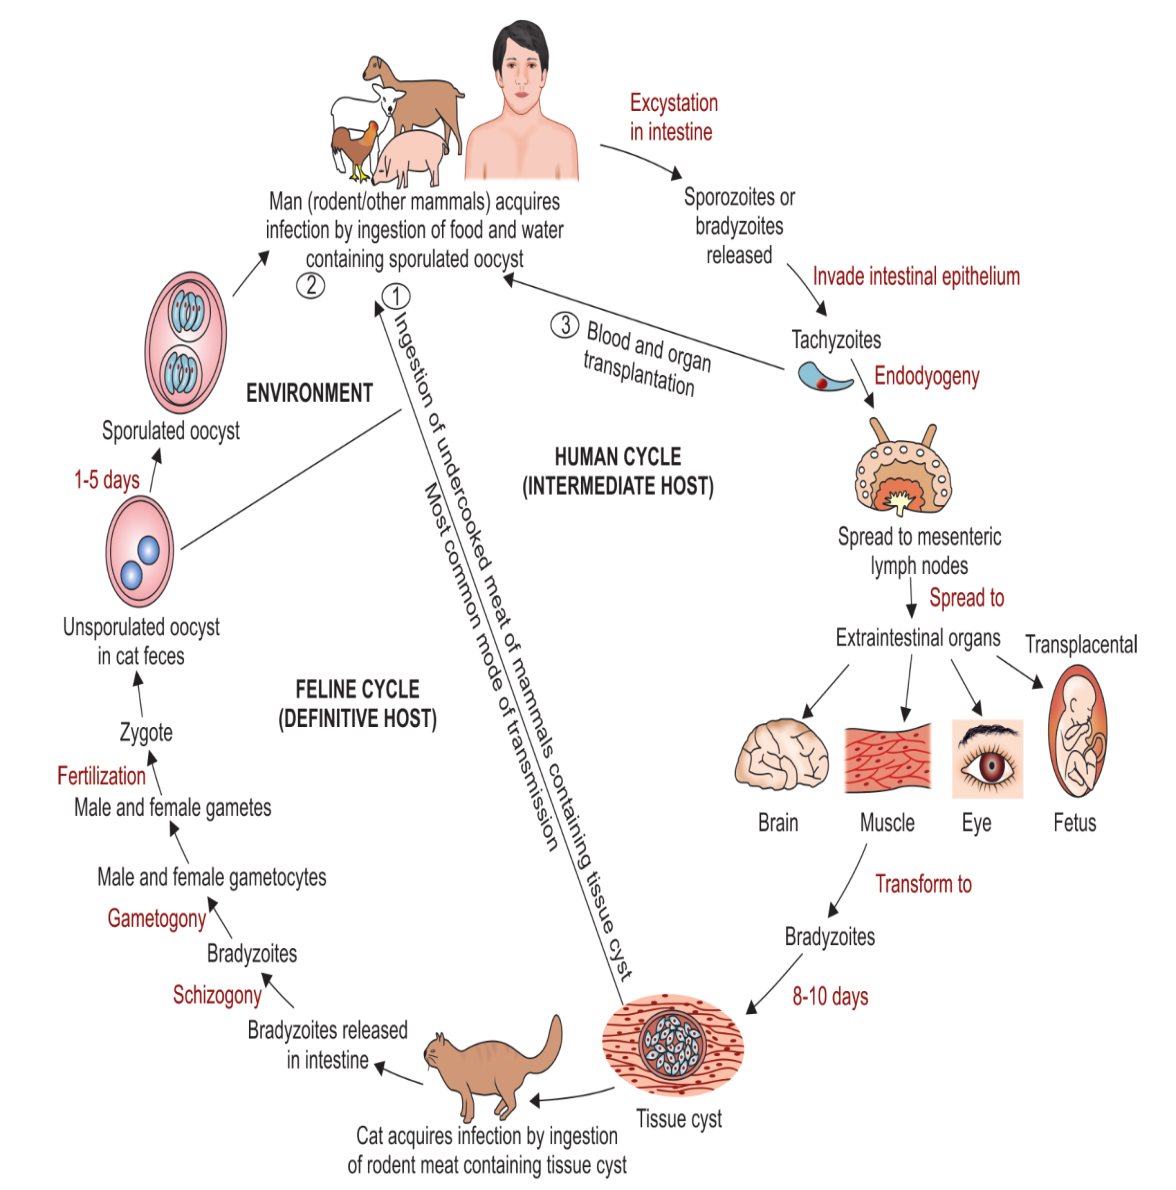 Excystation
in intestine
Man (rodent/other mammals) acquires
infection by ingestion of food and water
containing sporulated oocyst
Sporozoites or
bradyzoites
released
Invade intestinal epithelium
2
1
3
Blood and organ
transplantation
Tachyzoites
Endodyogeny
Ingestion of undercooked meat of mammals containing tissue cyst
Most common mode of transmission
ENVIRONMENT
Sporulated oocyst
1-5 days
HUMAN CYCLE
(INTERMEDIATE HOST)
Spread to mesenteric
lymph nodes
Spread to
Extraintestinal organs
Transplacental
Unsporulated oocyst
in cat feces
FELINE CYCLE
(DEFINITIVE HOST)
Zygote
Fertilization
Male and female gametes
Brain
Muscle
Eye
Fetus
Male and female gametocytes
Transform to
Gametogony
Bradyzoites
Bradyzoites
Schizogony
8-10 days
Bradyzoites released
in intestine
Tissue cyst
Cat acquires infection by ingestion
of rodent meat containing tissue cyst